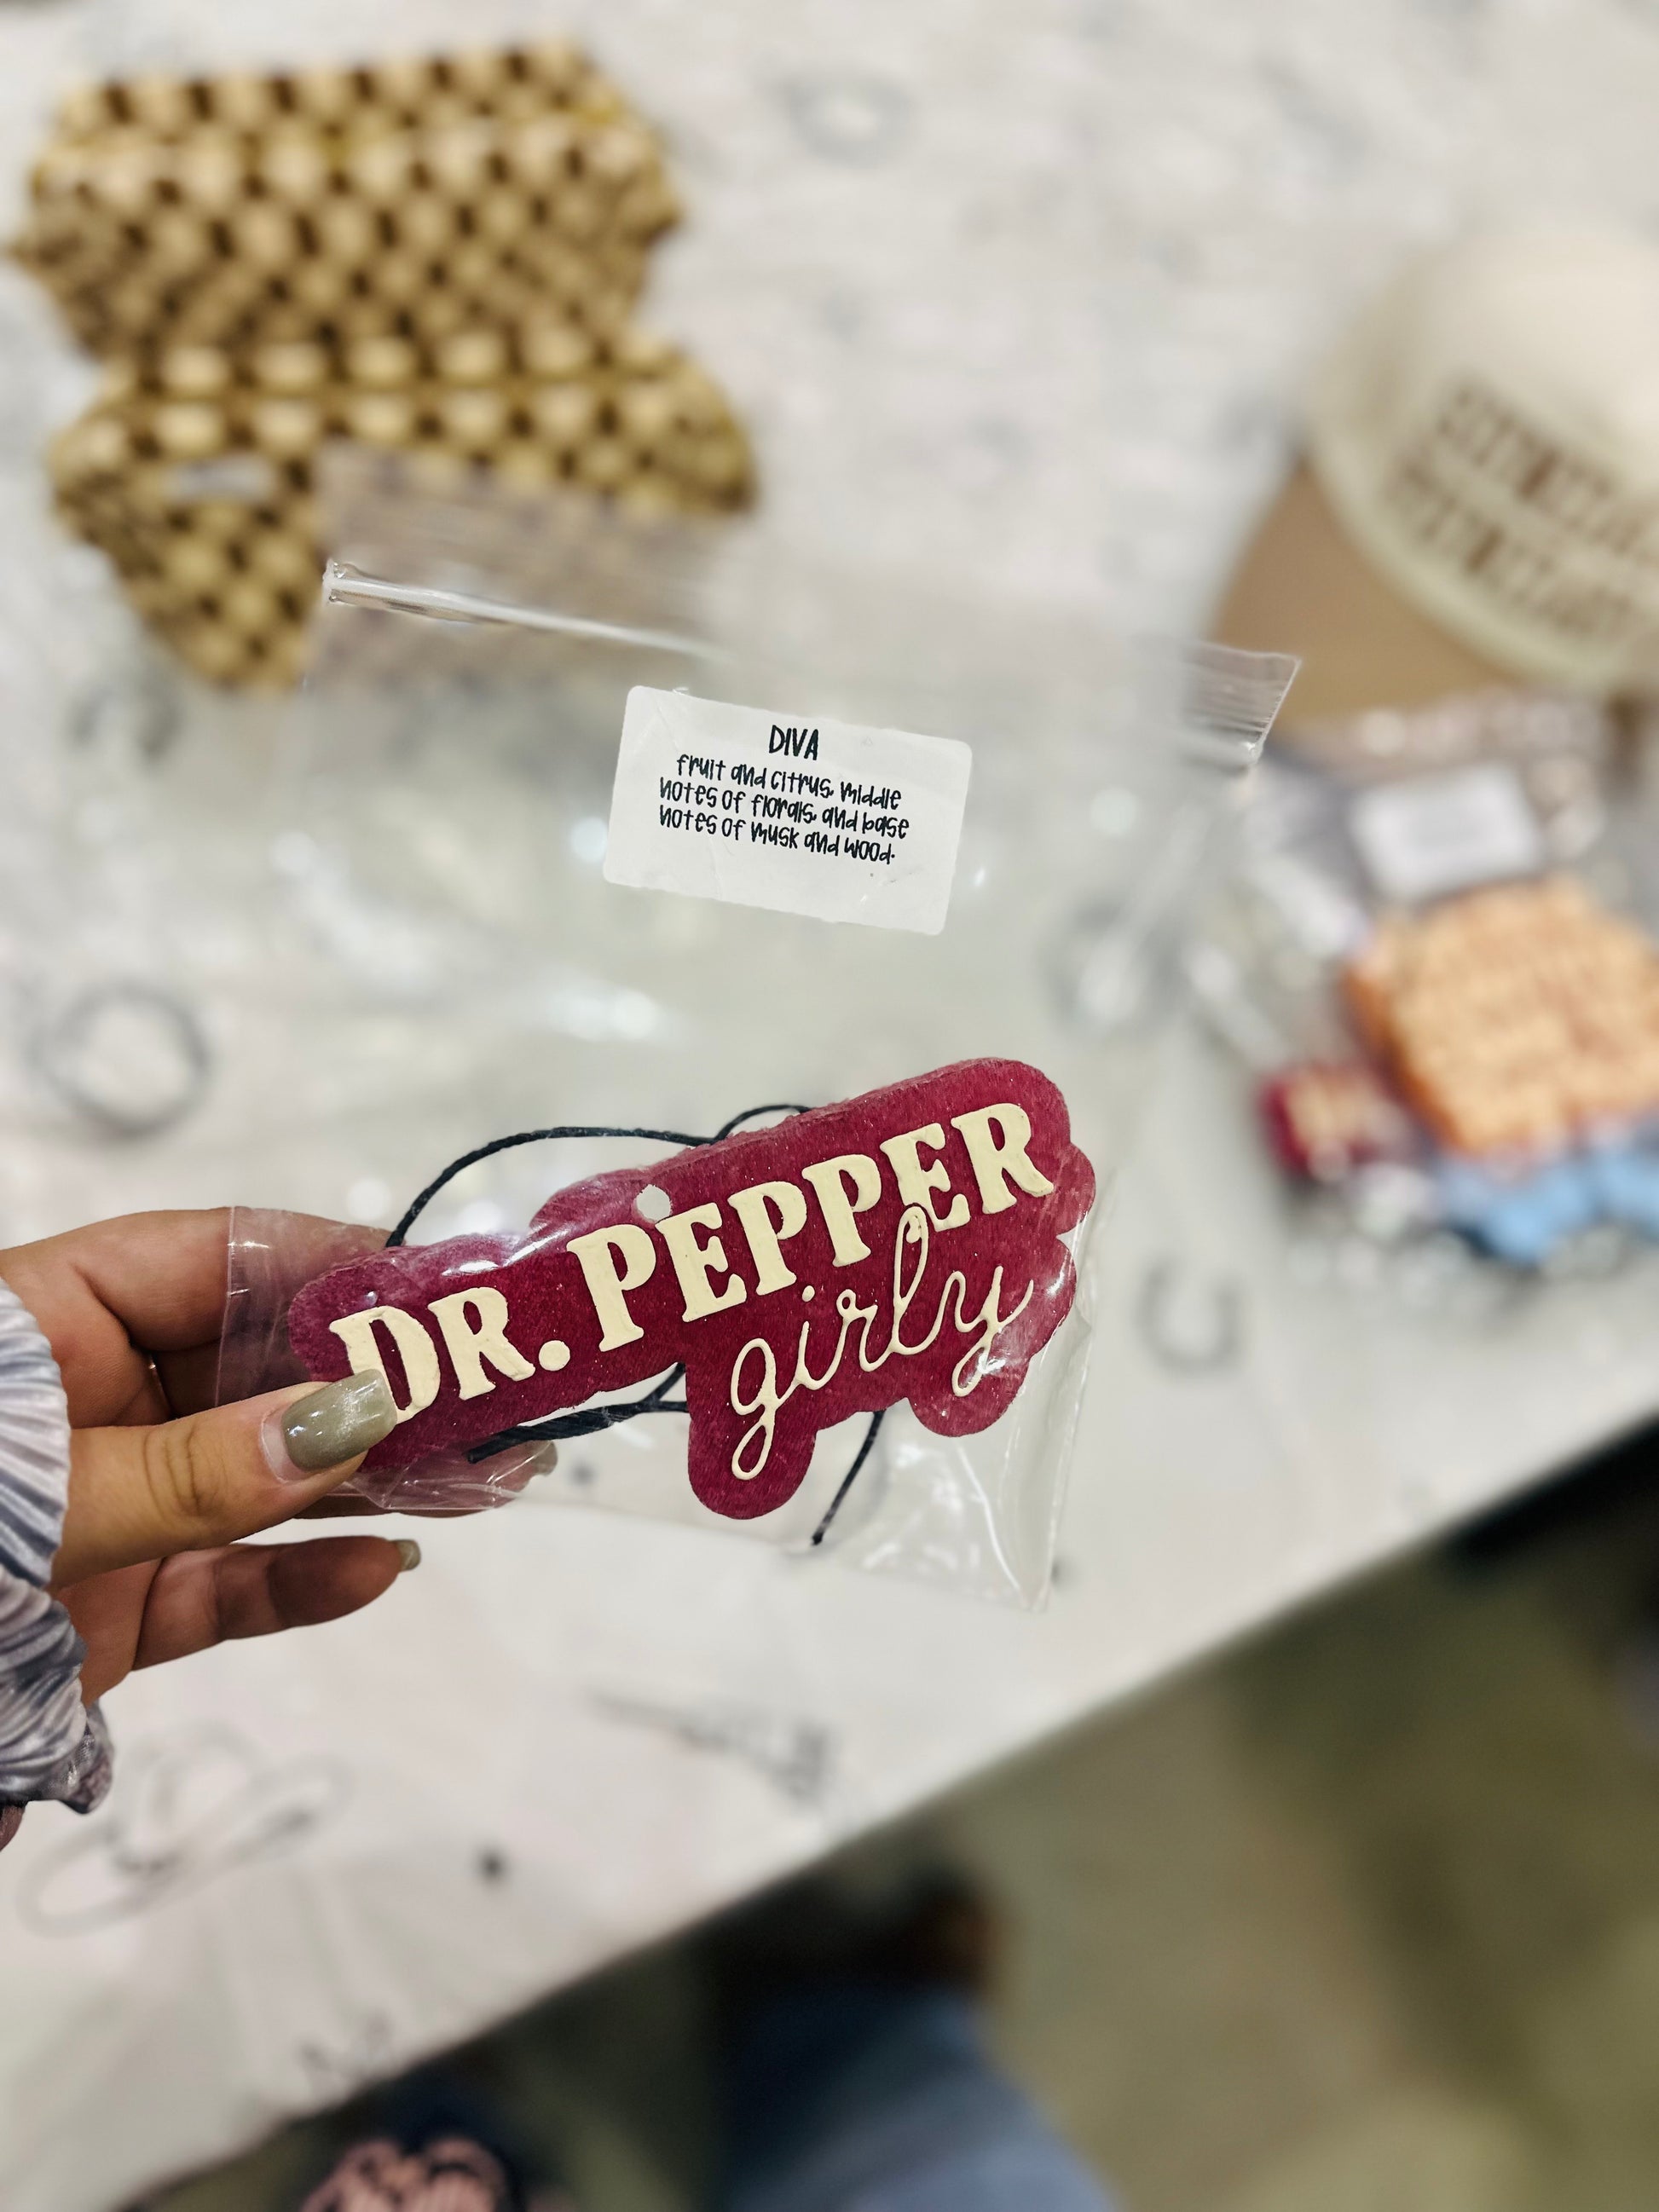 DIVA
fruit and citrus, middle
notes of florals, and base
notes of musk and wood.
DR. PEPPER
girly